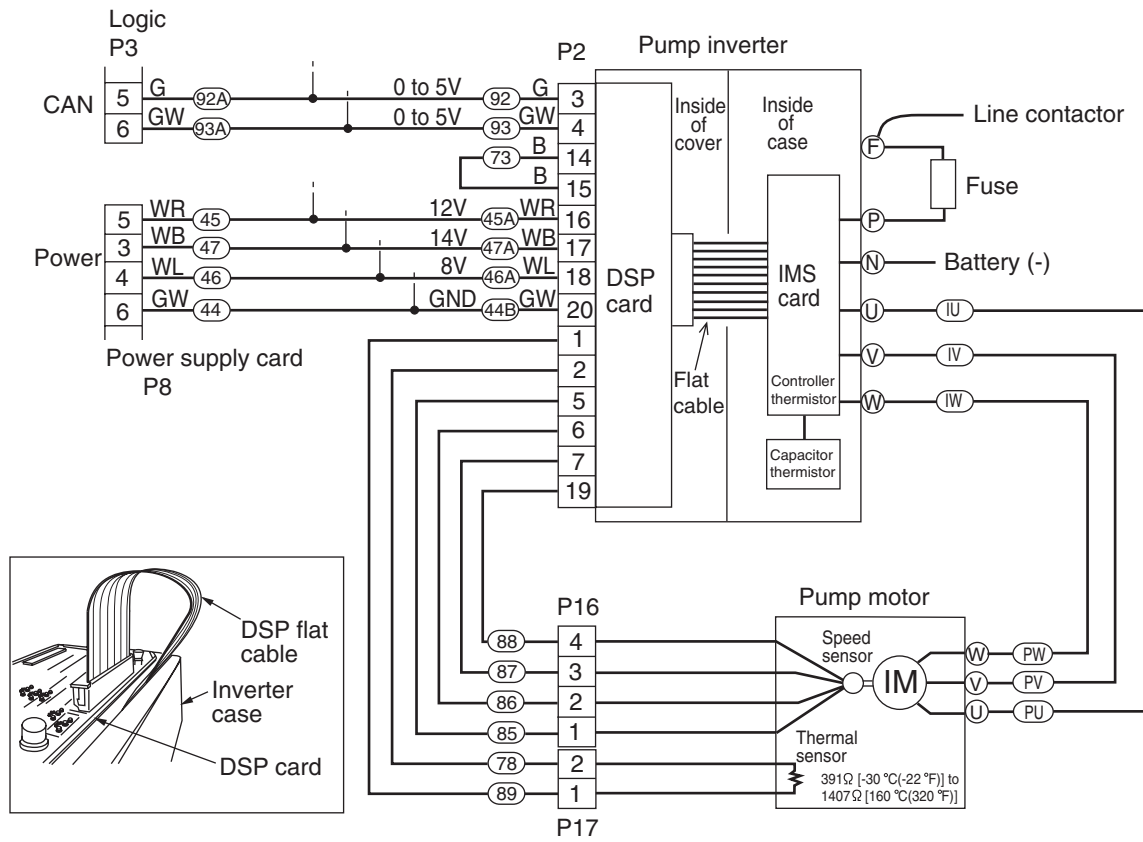 Logic
P3
P2
Pump inverter
CAN
5 G 92A 0 to 5V 92 G 3
6 GW 93A 0 to 5V 93 GW 4
73 B 14
B 15
Power
5 WR 45 12V 45A WR 16
3 WB 47 14V 47A WB 17
4 WL 46 8V 46A WL 18
6 GW 44 GND 44B GW 20
Power supply card
P8
1
2
5
6
7
19
DSP
card
Inside
of
cover
Inside
of
case
Flat
cable
IMS
card
Controller
thermistor
Capacitor
thermistor
F
Line contactor
Fuse
P
N Battery (-)
U IU
V IV
W IW
DSP flat
cable
Inverter
case
DSP card
P16
88 4
87 3
86 2
85 1
78 2
89 1
P17
Pump motor
Speed
sensor
IM
W PW
V PV
U PU
Thermal
sensor
391Ω [-30 °C(-22 °F)] to
1407Ω [160 °C(320 °F)]